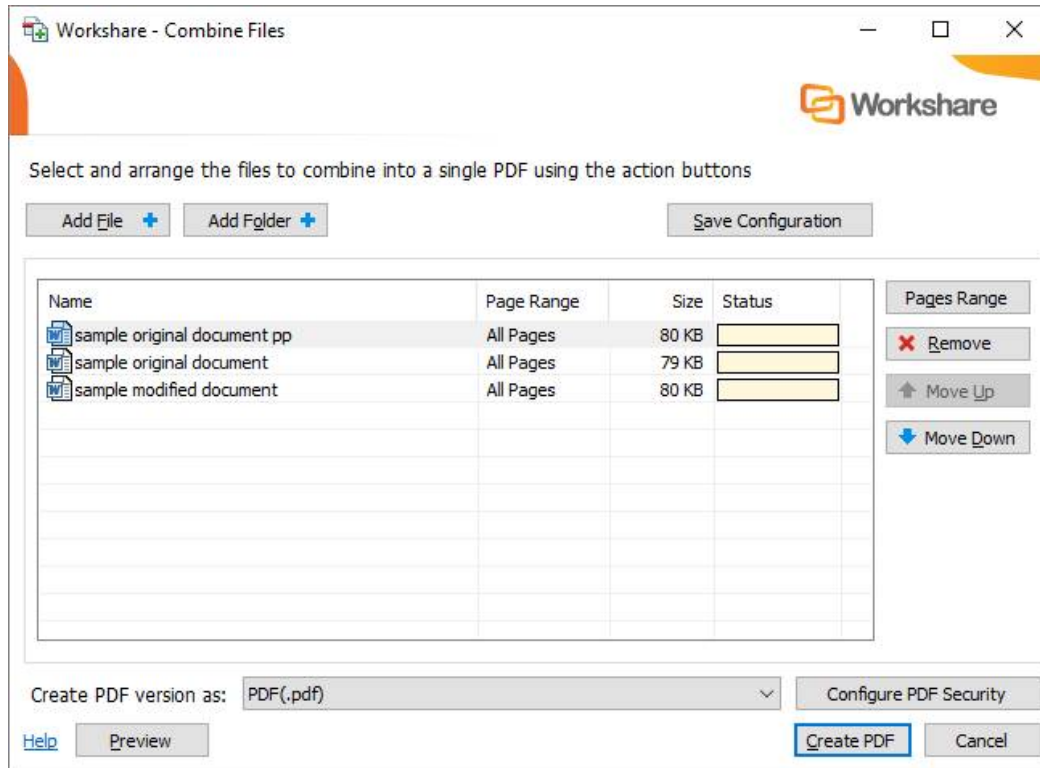 Workshare - Combine Files
Workshare
Select and arrange the files to combine into a single PDF using the action buttons
Add File Add Folder Save Configuration
Name Page Range Size Status Pages Range
sample original document pp All Pages 80 KB Remove
sample original document All Pages 79 KB
sample modified document All Pages 80 KB Move Up
Move Down
Create PDF version as: PDF(.pdf) Configure PDF Security
Help Preview Create PDF Cancel